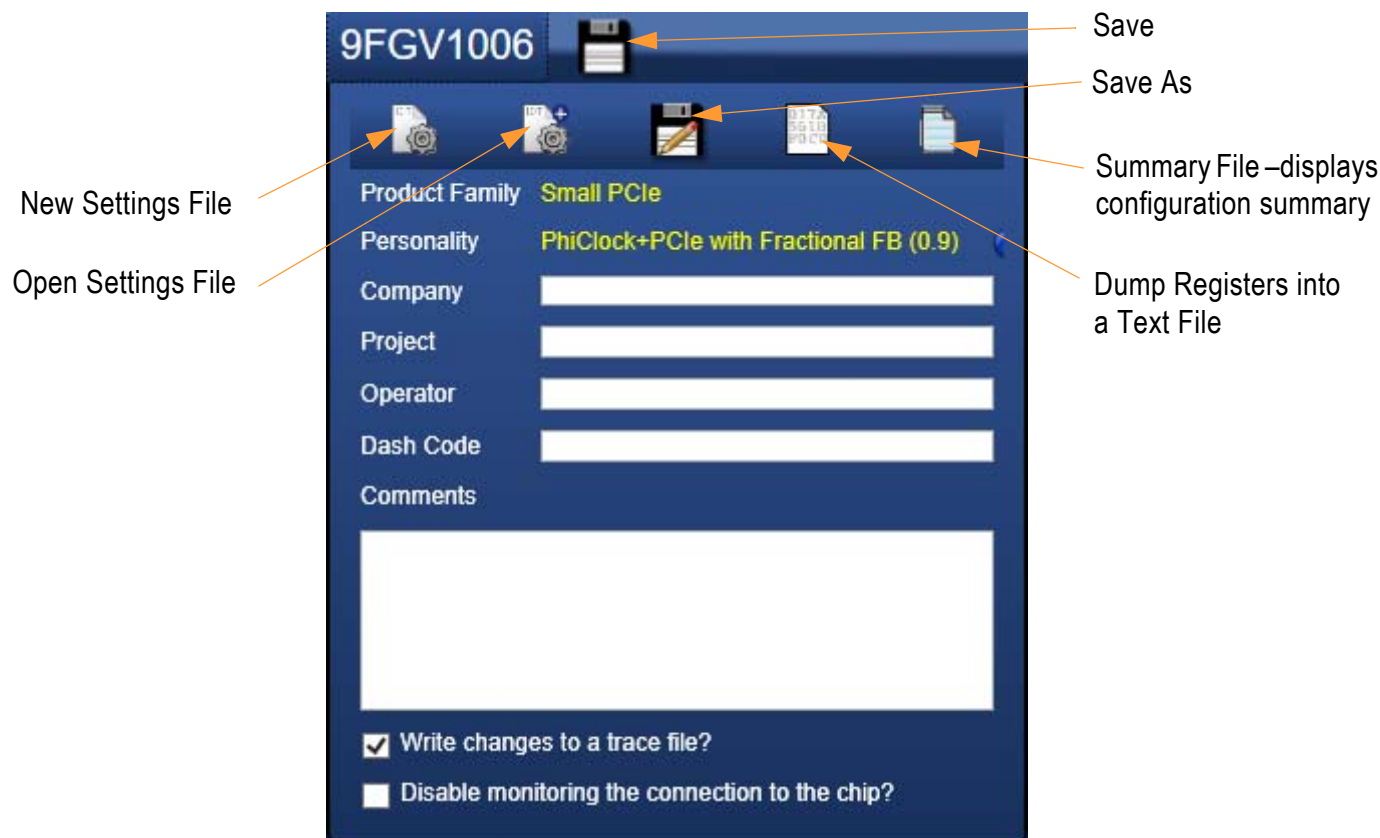 9FGV1006
Save
Save As
Summary File –displays
configuration summary
Dump Registers into
a Text File
New Settings File
Open Settings File
Product Family Small PCIe
Personality PhiClock+PCIe with Fractional FB (0.9)
Company
Project
Operator
Dash Code
Comments
Write changes to a trace file?
Disable monitoring the connection to the chip?